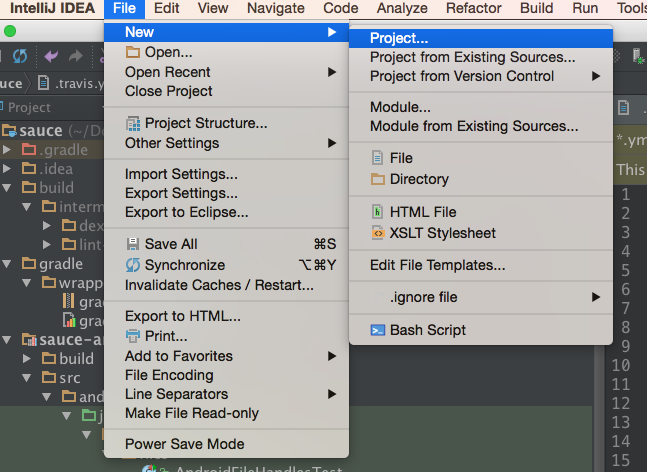 IntelliJ IDEA File Edit View Navigate Code Analyze Refactor Build Run Tools
New
Open...
Open Recent
Close Project
Project Structure...
Other Settings
Import Settings...
Export Settings...
Export to Eclipse...
Save All ⌘S
Synchronize ⌥⌘Y
Invalidate Caches / Restart...
Export to HTML...
Print...
Add to Favorites
File Encoding
Line Separators
Make File Read-only
Power Save Mode
Project...
Project from Existing Sources...
Project from Version Control
Module...
Module from Existing Sources...
File
Directory
HTML File
XSLT Stylesheet
Edit File Templates...
.ignore file
Bash Script
uce .travis.y
Project
sauce (~/Do
.gradle
.idea
build
interm
dex
lint-
gradle
wrapp
grad
grad
sauce-an
build
src
and
j
AndroidFileHandlesTest
*.ym
This
1
2
3
4
5
6
7
8
9
10
11
12
13
14
15